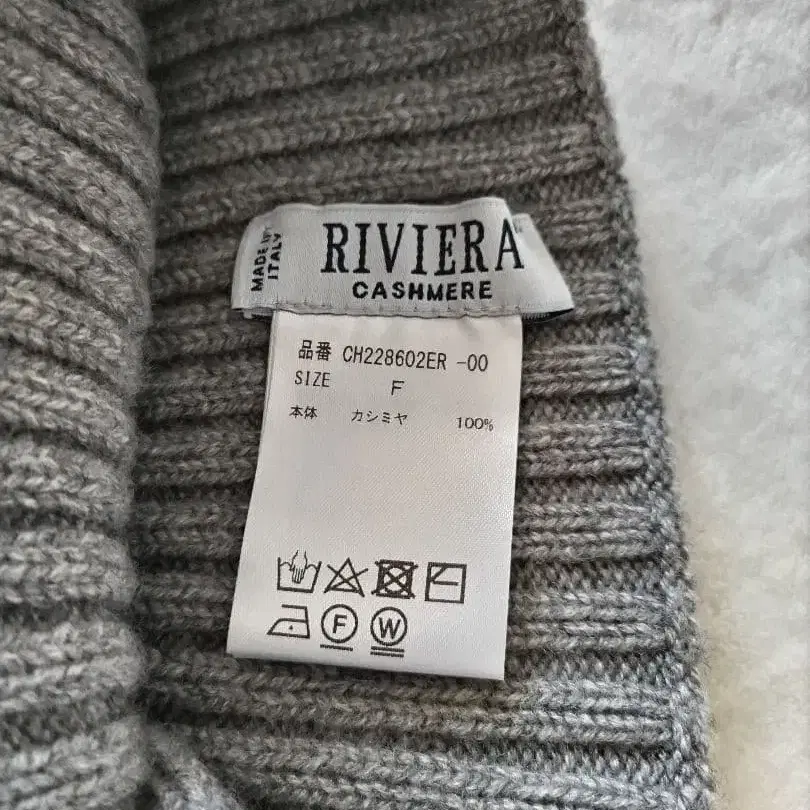 MADE IN
ITALY
RIVIERA
CASHMERE
品番 CH228602ER -00
SIZE F
本体 カシミヤ 100%
F W